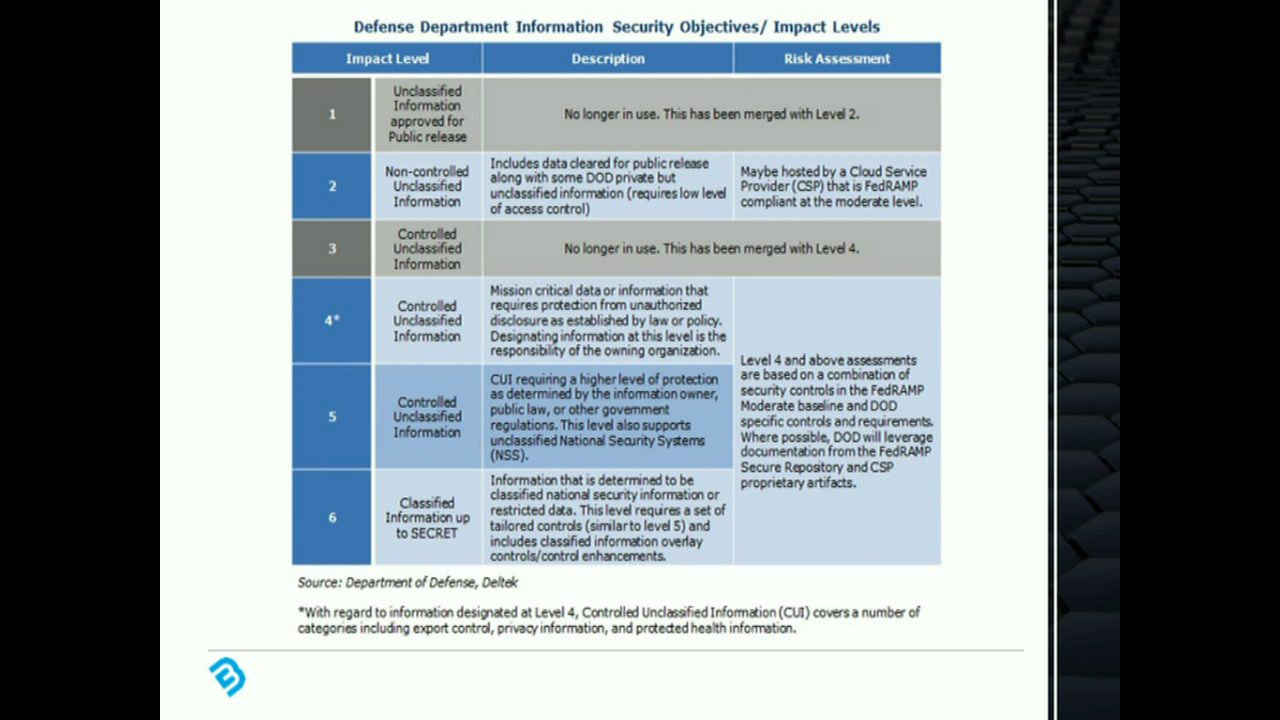 Defense Department Information Security Objectives/ Impact Levels
Impact Level
Description
Risk Assessment
1
Unclassified
Information
approved for
Public release
No longer in use. This has been merged with Level 2.
2
Non-controlled
Unclassified
Information
Includes data cleared for public release
along with some DOD private but
unclassified information (requires low level
of access control)
Maybe hosted by a Cloud Service
Provider (CSP) that is FedRAMP
compliant at the moderate level.
3
Controlled
Unclassified
Information
No longer in use. This has been merged with Level 4.
4*
Controlled
Unclassified
Information
Mission critical data or information that
requires protection from unauthorized
disclosure as established by law or policy.
Designating information at this level is the
responsibility of the owning organization.
5
Controlled
Unclassified
Information
CUI requiring a higher level of protection
as determined by the information owner,
public law, or other government
regulations. This level also supports
unclassified National Security Systems
(NSS).
6
Classified
Information up
to SECRET
Information that is determined to be
classified national security information or
restricted data. This level requires a set of
tailored controls (similar to level 5) and
includes classified information overlay
controls/control enhancements.
Level 4 and above assessments
are based on a combination of
security controls in the FedRAMP
Moderate baseline and DOD
specific controls and requirements.
Where possible, DOD will leverage
documentation from the FedRAMP
Secure Repository and CSP
proprietary artifacts.
Source: Department of Defense, Deltek
*With regard to information designated at Level 4, Controlled Unclassified Information (CUI) covers a number of
categories including export control, privacy information, and protected health information.